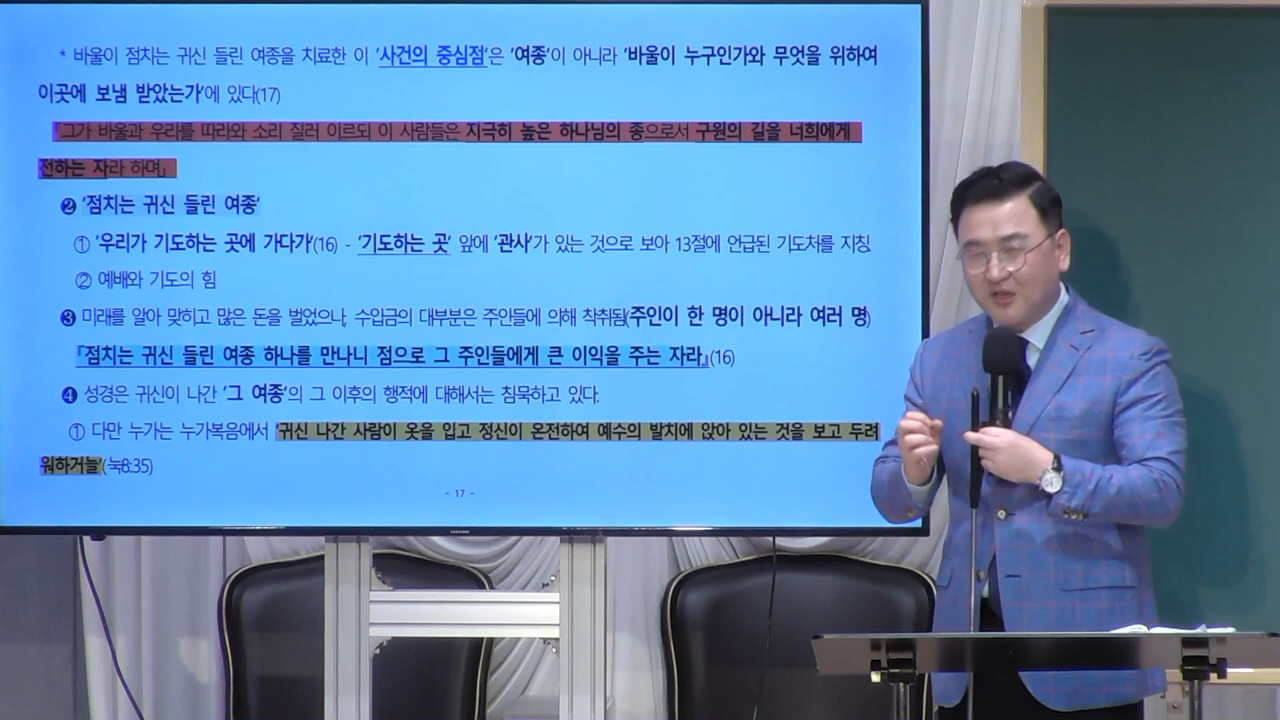 * 바울이 점치는 귀신 들린 여종을 치료한 이 '사건의 중심점'은 '여종'이 아니라 '바울이 누구인가와 무엇을 위하여
이곳에 보냄 받았는가'에 있다(17)
『그가 바울과 우리를 따라와 소리 질러 이르되 이 사람들은 지극히 높은 하나님의 종으로서 구원의 길을 너희에게
전하는 자라 하며』
❷ '점치는 귀신 들린 여종'
① '우리가 기도하는 곳에 가다가'(16) - '기도하는 곳' 앞에 '관사'가 있는 것으로 보아 13절에 언급된 기도처를 지칭
② 예배와 기도의 힘
❸ 미래를 알아 맞히고 많은 돈을 벌었으나, 수입금의 대부분은 주인들에 의해 착취됨(주인이 한 명이 아니라 여러 명)
『점치는 귀신 들린 여종 하나를 만나니 점으로 그 주인들에게 큰 이익을 주는 자라』(16)
❹ 성경은 귀신이 나간 '그 여종'의 그 이후의 행적에 대해서는 침묵하고 있다.
① 다만 누가는 누가복음에서 '귀신 나간 사람이 옷을 입고 정신이 온전하여 예수의 발치에 앉아 있는 것을 보고 두려
워하거늘'(눅8:35)
- 17 -